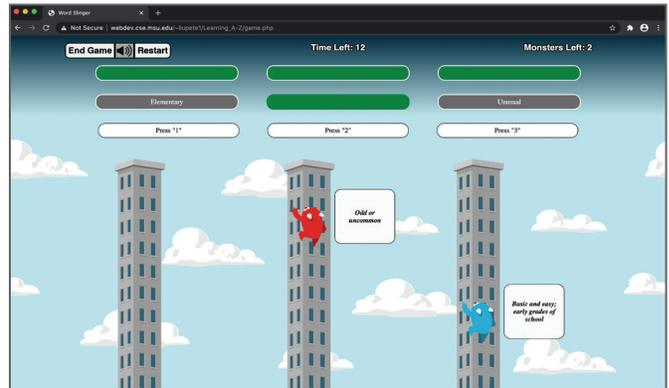 Word Slinger
Not Secure | webdev.cse.msu.edu/~liupete1/Learning_A-Z/game.php
End Game Restart
Time Left: 12
Monsters Left: 2
Elementary
Unusual
Press "1"
Press "2"
Press "3"
Odd or
uncommon
Basic and easy;
early grades of
school